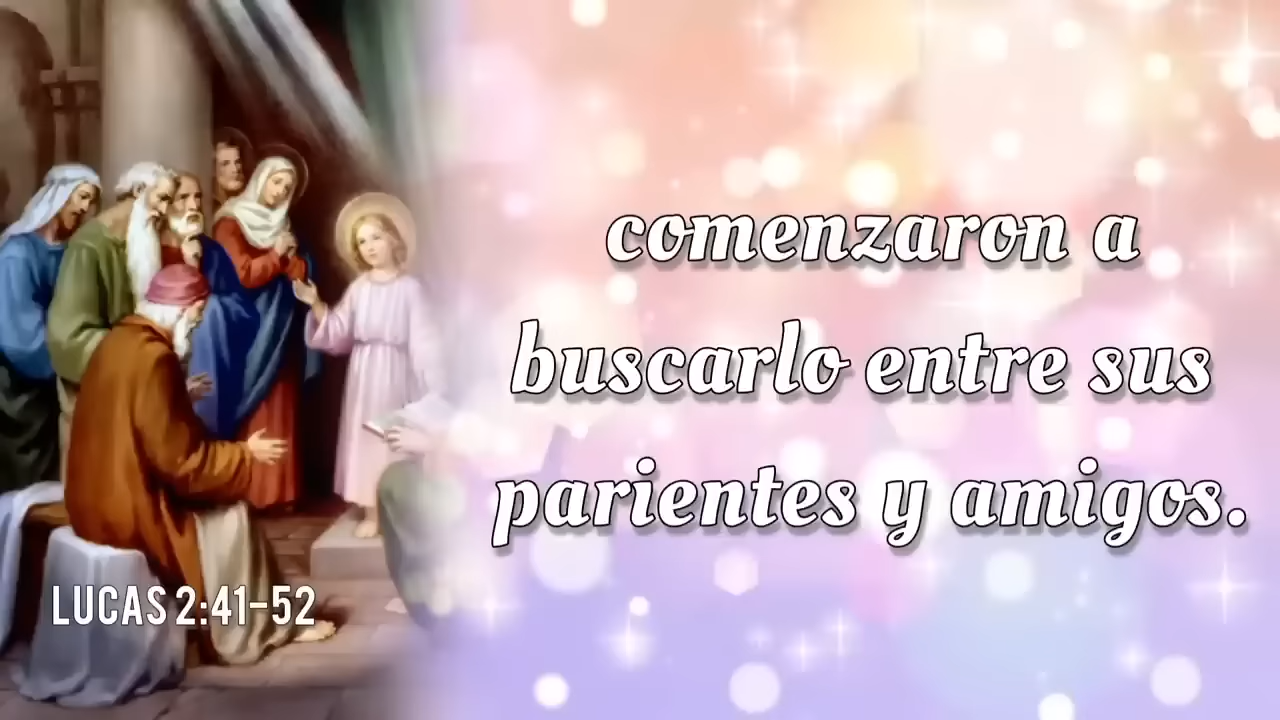 comenzaron a
buscarlo entre sus
parientes y amigos.
LUCAS 2:41-52